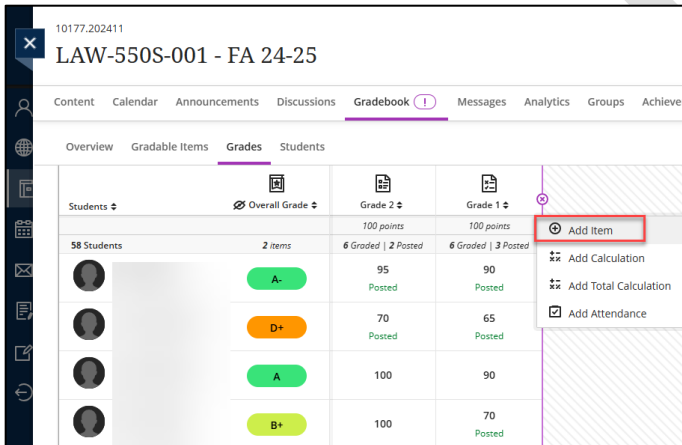 10177.202411
LAW-550S-001 - FA 24-25
Content Calendar Announcements Discussions Gradebook ! Messages Analytics Groups Achieve
Overview Gradable Items Grades Students
Students Overall Grade Grade 2 Grade 1
100 points 100 points
58 Students 2 items 6 Graded | 2 Posted 6 Graded | 3 Posted
A- 95 90
Posted Posted
D+ 70 65
Posted Posted
A 100 90
B+ 100 70
Posted
Add Item
Add Calculation
Add Total Calculation
Add Attendance